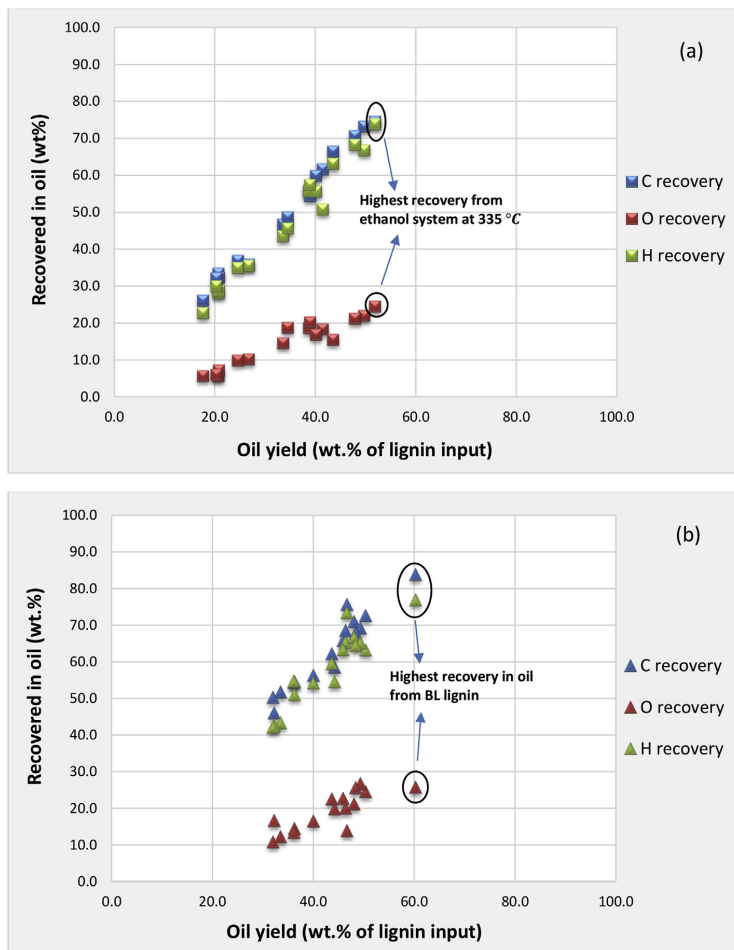 (a)
100.0
90.0
80.0
70.0
60.0
50.0
40.0
30.0
20.0
10.0
0.0
0.0 20.0 40.0 60.0 80.0 100.0
Recovered in oil (wt%)
Oil yield (wt.% of lignin input)
Highest recovery from
ethanol system at 335 °C
C recovery
O recovery
H recovery
(b)
100.0
90.0
80.0
70.0
60.0
50.0
40.0
30.0
20.0
10.0
0.0
0.0 20.0 40.0 60.0 80.0 100.0
Recovered in oil (wt.%)
Oil yield (wt.% of lignin input)
Highest recovery in oil
from BL lignin
C recovery
O recovery
H recovery